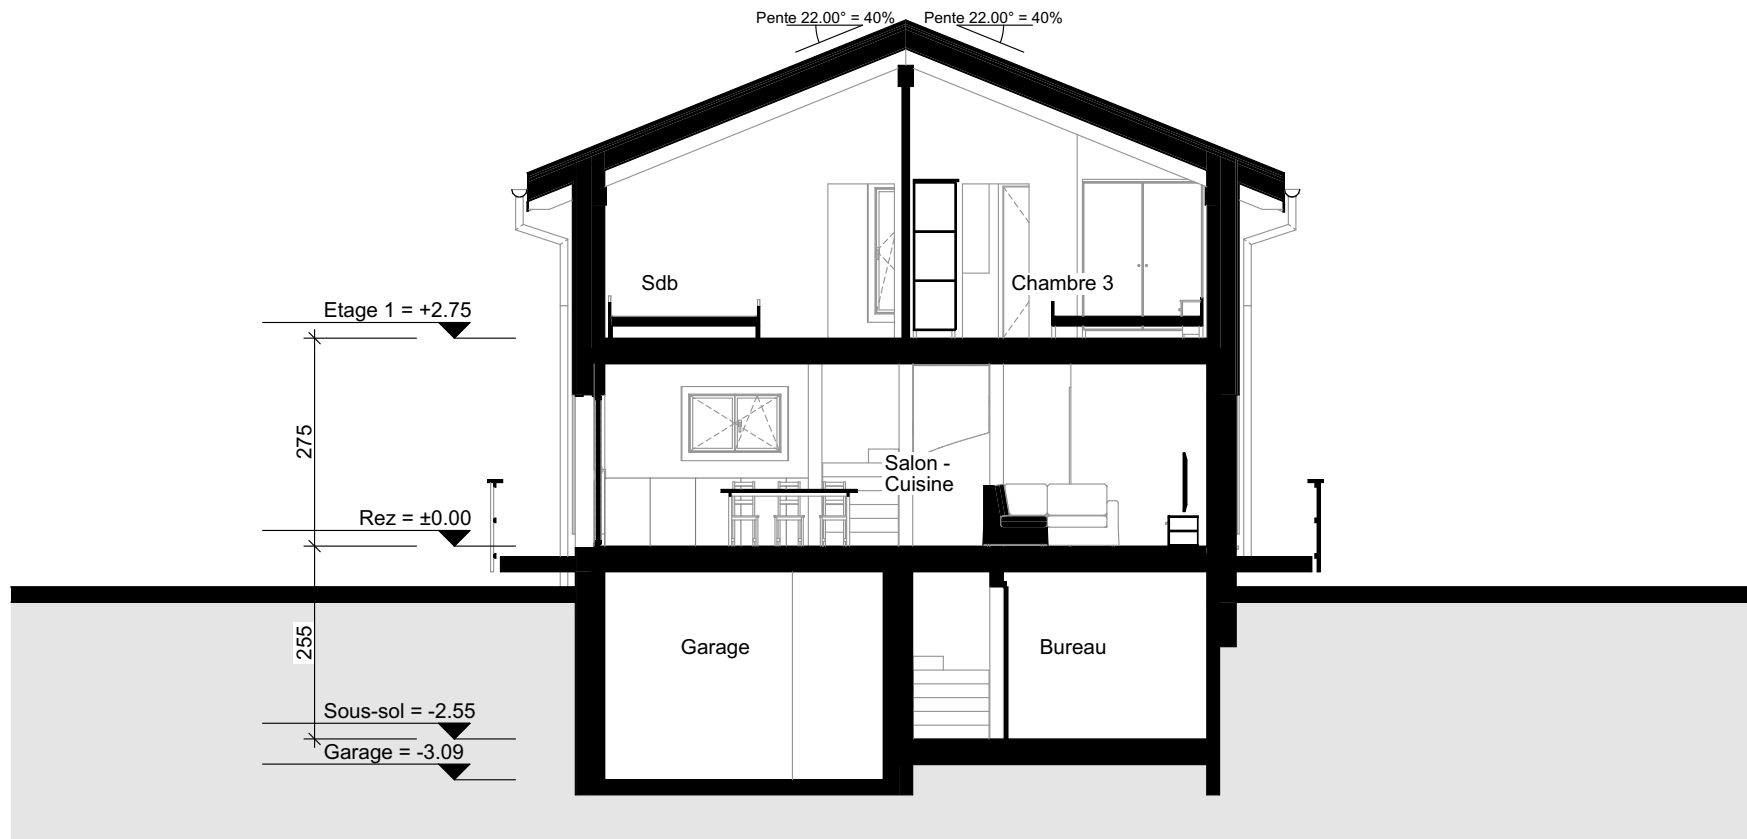 Pente 22.00° = 40%
Pente 22.00° = 40%
Sdb
Chambre 3
Etage 1 = +2.75
275
Salon -
Cuisine
Rez = ±0.00
255
Garage
Bureau
Sous-sol = -2.55
Garage = -3.09